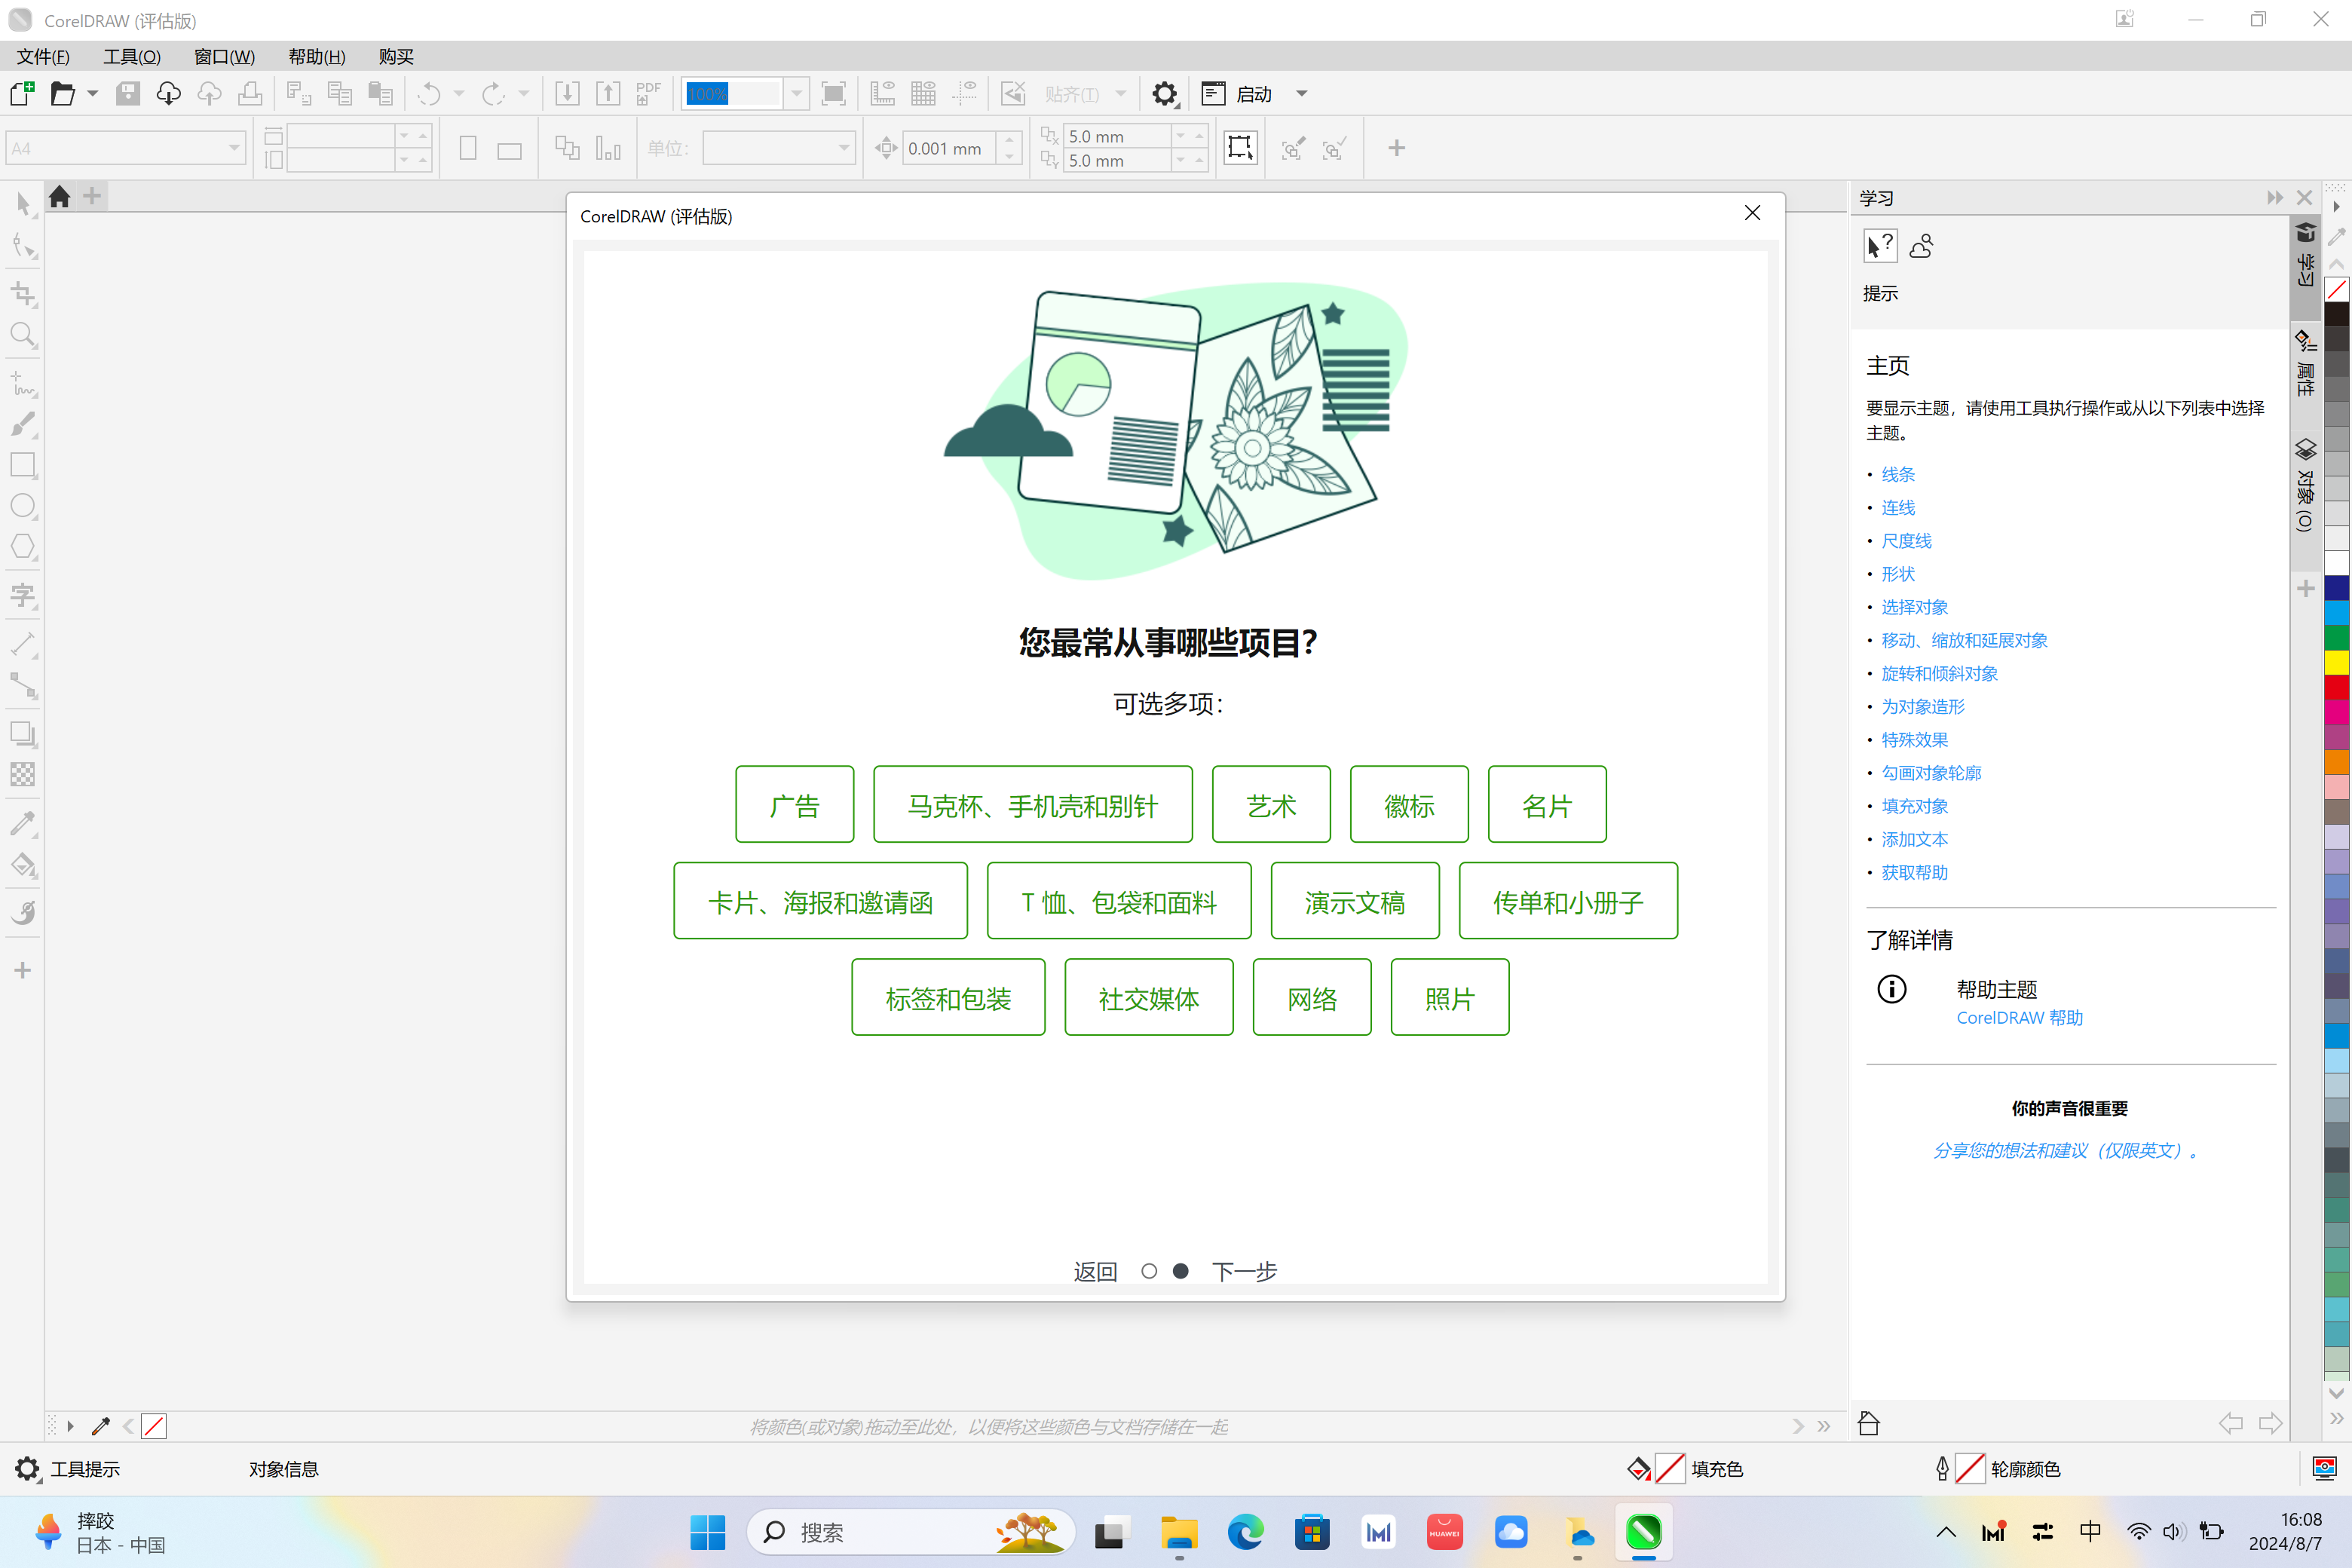 CorelDRAW (评估版)
文件(F) 工具(O) 窗口(W) 帮助(H) 购买
PDF 100% 贴齐(T) 启动
A4 单位: 0.001 mm 5.0 mm
5.0 mm
CorelDRAW (评估版)
您最常从事哪些项目?
可选多项:
广告 马克杯、手机壳和别针 艺术 徽标 名片
卡片、海报和邀请函 T 恤、包袋和面料 演示文稿 传单和小册子
标签和包装 社交媒体 网络 照片
返回 下一步
学习
提示
主页
要显示主题，请使用工具执行操作或从以下列表中选择
主题。
• 线条
• 连线
• 尺度线
• 形状
• 选择对象
• 移动、缩放和延展对象
• 旋转和倾斜对象
• 为对象造形
• 特殊效果
• 勾画对象轮廓
• 填充对象
• 添加文本
• 获取帮助
了解详情
帮助主题
CorelDRAW 帮助
你的声音很重要
分享您的想法和建议（仅限英文）。
学习
属性
对象 (O)
字
将颜色(或对象)拖动至此处，以便将这些颜色与文档存储在一起
工具提示 对象信息 填充色 轮廓颜色
摔跤
日本 - 中国
搜索
HUAWEI
中
16:08
2024/8/7